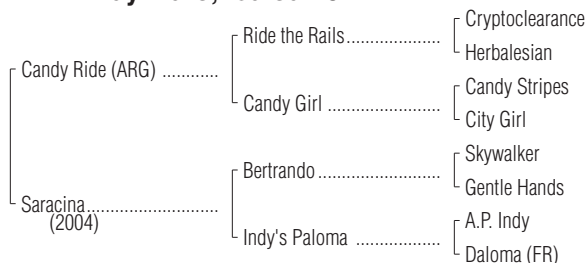 Cryptoclearance
Ride the Rails....................
Herbalesian
Candy Ride (ARG) ............
Candy Stripes
Candy Girl ..........................
City Girl
Skywalker
Bertrando...........................
Gentle Hands
Saracina.............................
(2004)
A.P. Indy
Indy's Paloma ....................
Daloma (FR)